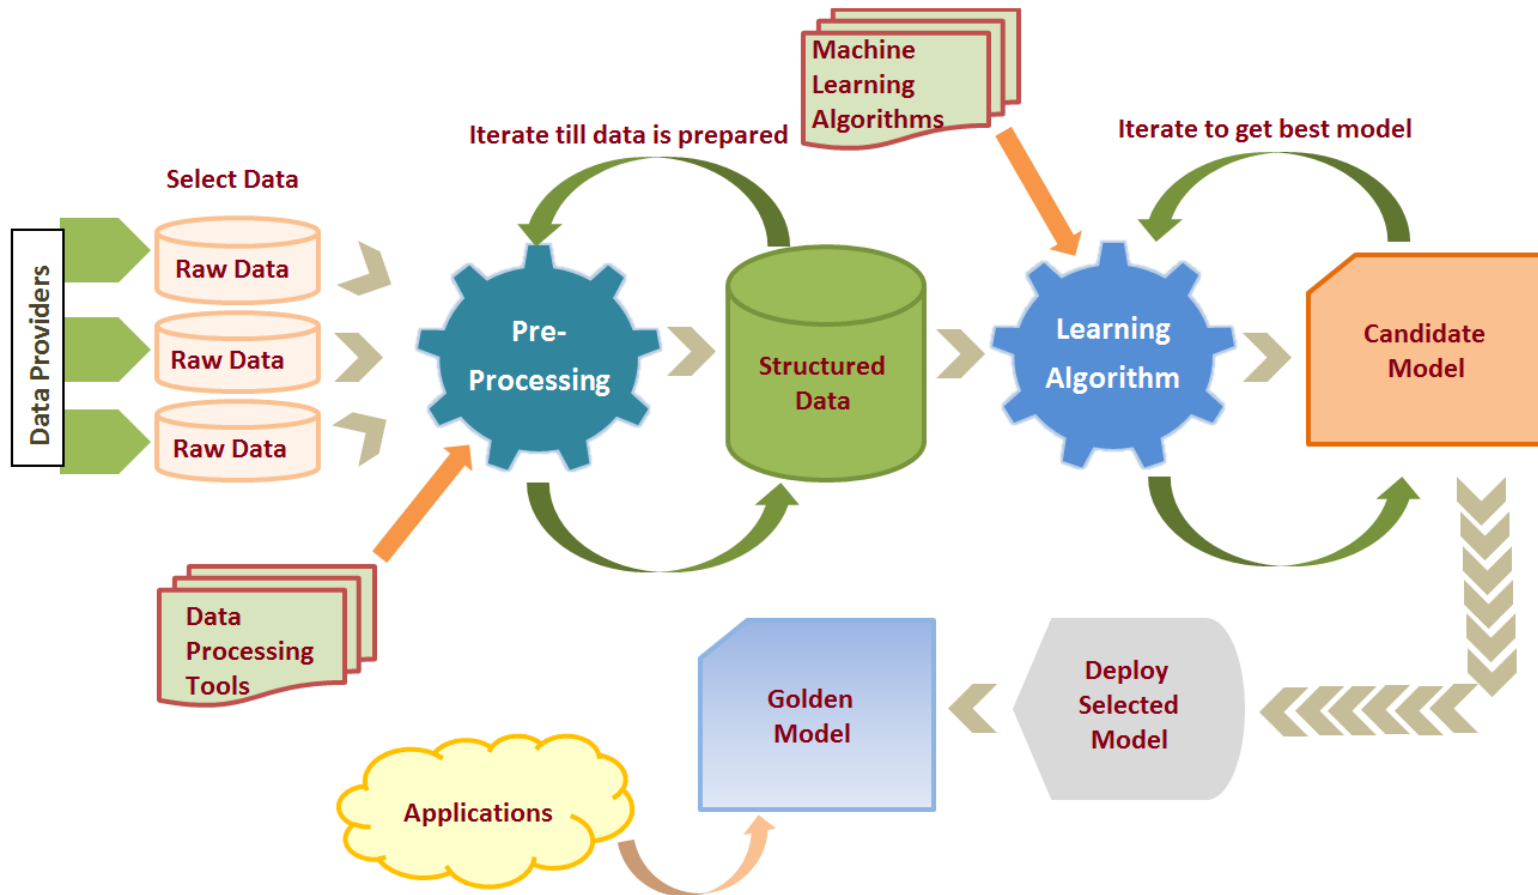 Machine
Learning
Algorithms
Iterate till data is prepared
Iterate to get best model
Select Data
Data Providers
Raw Data
Raw Data
Raw Data
Pre-
Processing
Structured
Data
Learning
Algorithm
Candidate
Model
Data
Processing
Tools
Deploy
Selected
Model
Golden
Model
Applications